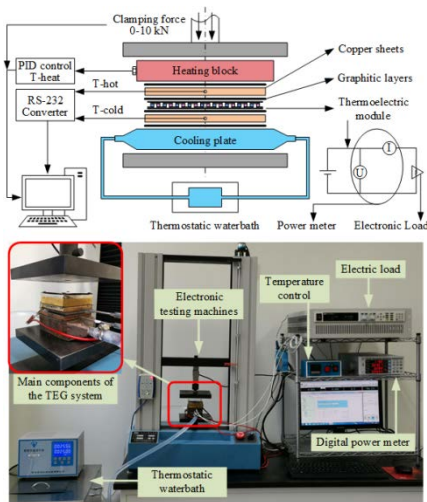 Clamping force
0-10 kN
PID control
T-heat
RS-232
Converter
T-hot
T-cold
Heating block
Cooling plate
Copper sheets
Graphitic layers
Thermoelectric
module
I
U
Thermostatic waterbath
Power meter
Electronic Load
Electronic
testing machines
Temperature
control
Electric load
Main components of
the TEG system
Digital power meter
Thermostatic
waterbath